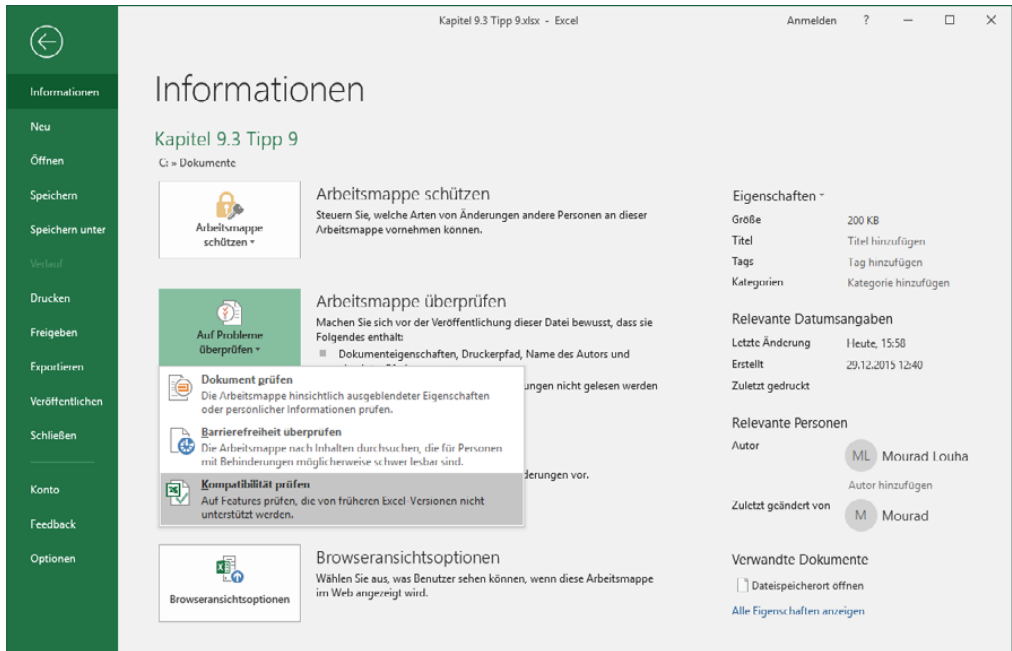 Kapitel 9.3 Tipp 9.xlsx - Excel
Anmelden ?
Informationen
Neu
Öffnen
Speichern
Speichern unter
Verlauf
Drucken
Freigeben
Exportieren
Veröffentlichen
Schließen
Konto
Feedback
Optionen
Informationen
Kapitel 9.3 Tipp 9
C: » Dokumente
Arbeitsmappe
schützen
Arbeitsmappe schützen
Steuern Sie, welche Arten von Änderungen andere Personen an dieser
Arbeitsmappe vornehmen können.
Auf Probleme
überprüfen
Arbeitsmappe überprüfen
Machen Sie sich vor der Veröffentlichung dieser Datei bewusst, dass sie
Folgendes enthält:
Dokumenteigenschaften, Druckerpfad, Name des Autors und
ungen nicht gelesen werden
Dokument prüfen
Die Arbeitsmappe hinsichtlich ausgeblendeter Eigenschaften
oder persönlicher Informationen prüfen.
Barrierefreiheit überprüfen
Die Arbeitsmappe nach Inhalten durchsuchen, die für Personen
mit Behinderungen möglicherweise schwer lesbar sind.
Kompatibilität prüfen
Auf Features prüfen, die von früheren Excel-Versionen nicht
unterstützt werden.
derungen vor.
Browseransichtsoptionen
Browseransichtsoptionen
Wählen Sie aus, was Benutzer sehen können, wenn diese Arbeitsmappe
im Web angezeigt wird.
Eigenschaften
Größe 200 KB
Titel Titel hinzufügen
Tags Tag hinzufügen
Kategorien Kategorie hinzufügen
Relevante Datumsangaben
Letzte Änderung Heute, 15:58
Erstellt 29.12.2015 12:40
Zuletzt gedruckt
Relevante Personen
Autor
ML Mourad Louha
Autor hinzufügen
Zuletzt geändert von
M Mourad
Verwandte Dokumente
Dateispeicherort öffnen
Alle Eigenschaften anzeigen